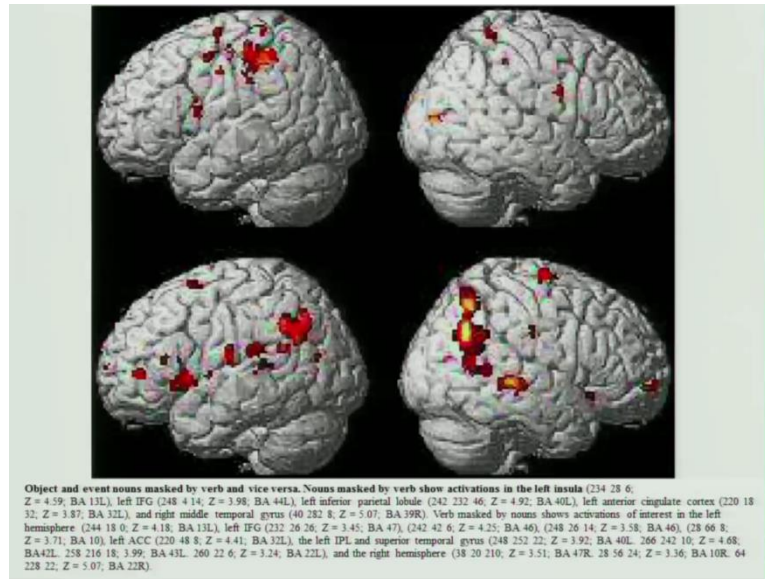 Object and event nouns masked by verb and vice versa. Nouns masked by verb show activations in the left insula (234 28 6;
Z = 4.59; BA 13L), left IFG (248 4 14; Z = 3.98; BA 44L), left inferior parietal lobule (242 232 46; Z = 4.92; BA 40L), left anterior cingulate cortex (220 18
32; Z = 3.87; BA 32L), and right middle temporal gyrus (40 282 8; Z = 5.07; BA 39R). Verb masked by nouns shows activations of interest in the left
hemisphere (244 18 0; Z = 4.18; BA 13L), left IFG (232 26 26; Z = 3.45; BA 47), (242 42 6; Z = 4.25; BA 46), (248 26 14; Z = 3.58; BA 46), (28 66 8;
Z = 3.71; BA 10), left ACC (220 48 8; Z = 4.41; BA 32L), the left IPL and superior temporal gyrus (248 252 22; Z = 3.92; BA 40L. 266 242 10; Z = 4.68;
BA42L. 258 216 18; 3.99; BA 43L. 260 22 6; Z = 3.24; BA 22L), and the right hemisphere (38 20 210; Z = 3.51; BA 47R. 28 56 24; Z = 3.36; BA 10R. 64
228 22; Z = 5.07; BA 22R).